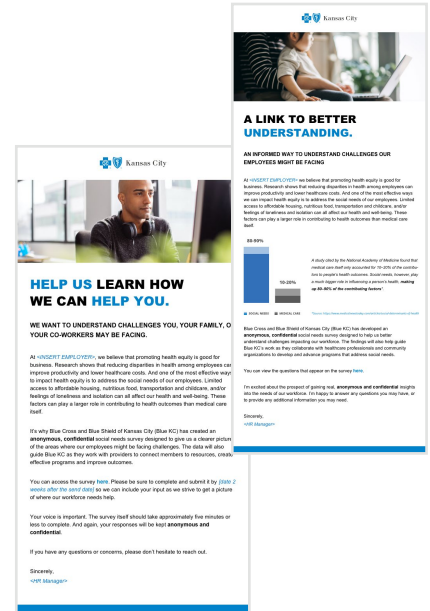 Kansas City
A LINK TO BETTER
UNDERSTANDING.
AN INFORMED WAY TO UNDERSTAND CHALLENGES OUR
EMPLOYEES MIGHT BE FACING
At <INSERT EMPLOYER> we believe that promoting health equity is good for
business. Research shows that reducing disparities in health among employees can
improve productivity and lower healthcare costs. And one of the most effective ways
we can impact health equity is to address the social needs of our employees. Limited
access to affordable housing, nutritious food, transportation and childcare, and/or
feelings of loneliness and isolation can all affect our health and well-being. These
factors can play a larger role in contributing to health outcomes than medical care
itself.
80-90%
10-20%
A study cited by the National Academy of Medicine found that
medical care itself only accounted for 10–20% of the contribu-
tors to people's health outcomes. Social needs, however, play
a much bigger role in influencing a person's health, making
up 80–90% of the contributing factors¹.
SOCIAL NEEDS MEDICAL CARE
Blue Cross and Blue Shield of Kansas City (Blue KC) has developed an
anonymous, confidential social needs survey designed to help us better
understand challenges impacting our workforce. The findings will also help guide
Blue KC's work as they collaborate with healthcare professionals and community
organizations to develop and advance programs that address social needs.
You can view the questions that appear on the survey here.
I'm excited about the prospect of gaining real, anonymous and confidential insights
into the needs of our workforce. I'm happy to answer any questions you may have, or
to provide any additional information you may need.
Sincerely,
<HR Manager>
Kansas City
HELP US LEARN HOW
WE CAN HELP YOU.
WE WANT TO UNDERSTAND CHALLENGES YOU, YOUR FAMILY, O
YOUR CO-WORKERS MAY BE FACING.
At <INSERT EMPLOYER>, we believe that promoting health equity is good for
business. Research shows that reducing disparities in health among employees can
improve productivity and lower healthcare costs. And one of the most effective ways
to impact health equity is to address the social needs of our employees. Limited
access to affordable housing, nutritious food, transportation and childcare, and/or
feelings of loneliness and isolation can all affect our health and well-being. These
factors can play a larger role in contributing to health outcomes than medical care
itself.
It's why Blue Cross and Blue Shield of Kansas City (Blue KC) has created an
anonymous, confidential social needs survey designed to give us a clearer pictur
of the areas where our employees might be facing challenges. The data will also
guide Blue KC as they work with providers to connect members to resources, creat
effective programs and improve outcomes.
You can access the survey here. Please be sure to complete and submit it by [date 2
weeks after the send date] so we can include your input as we strive to get a picture
of where our workforce needs help.
Your voice is important. The survey itself should take approximately five minutes or
less to complete. And again, your responses will be kept anonymous and
confidential.
If you have any questions or concerns, please don't hesitate to reach out.
Sincerely,
<HR Manager>